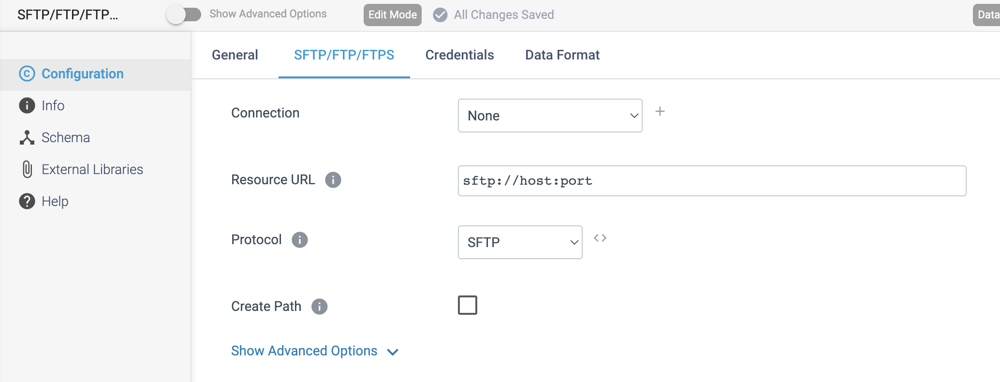 SFTP/FTP/FTP...
Show Advanced Options
Edit Mode
All Changes Saved
Data
General
SFTP/FTP/FTPS
Credentials
Data Format
Configuration
Info
Schema
External Libraries
Help
Connection
None
Resource URL
sftp://host:port
Protocol
SFTP
Create Path
Show Advanced Options